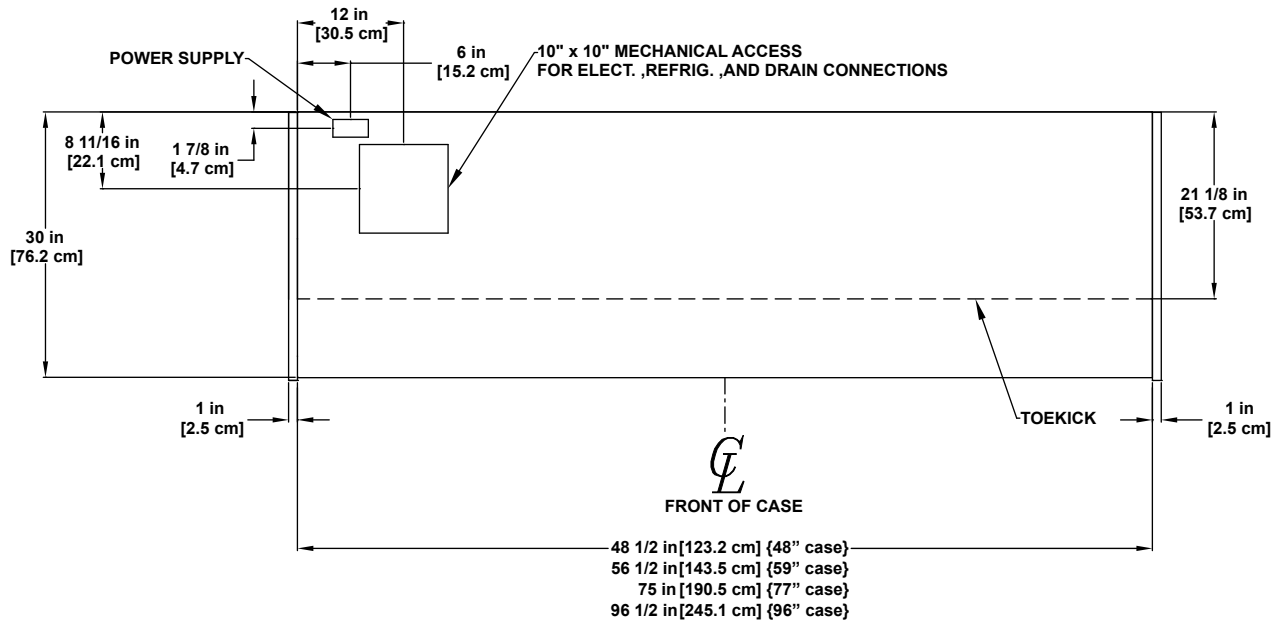 12 in
[30.5 cm]
POWER SUPPLY
6 in
[15.2 cm]
10" x 10" MECHANICAL ACCESS
FOR ELECT. ,REFRIG. ,AND DRAIN CONNECTIONS
8 11/16 in
[22.1 cm]
1 7/8 in
[4.7 cm]
21 1/8 in
[53.7 cm]
30 in
[76.2 cm]
1 in
[2.5 cm]
TOEKICK
1 in
[2.5 cm]
CL
FRONT OF CASE
48 1/2 in[123.2 cm] {48” case}
56 1/2 in[143.5 cm] {59” case}
75 in[190.5 cm] {77” case}
96 1/2 in[245.1 cm] {96” case}